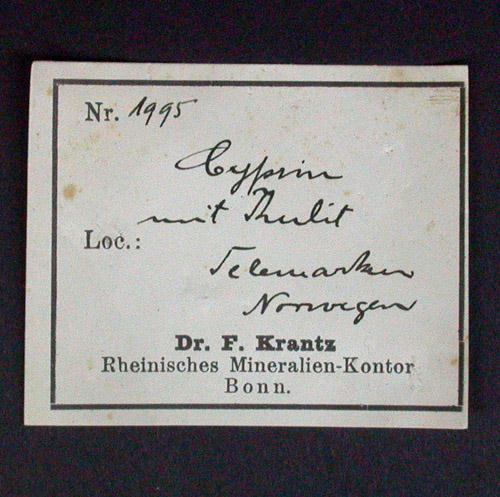 Nr. 1995
Cyprin
mit Thulit
Loc.:
Telemarken
Norwegen
Dr. F. Krantz
Rheinisches Mineralien-Kontor
Bonn.